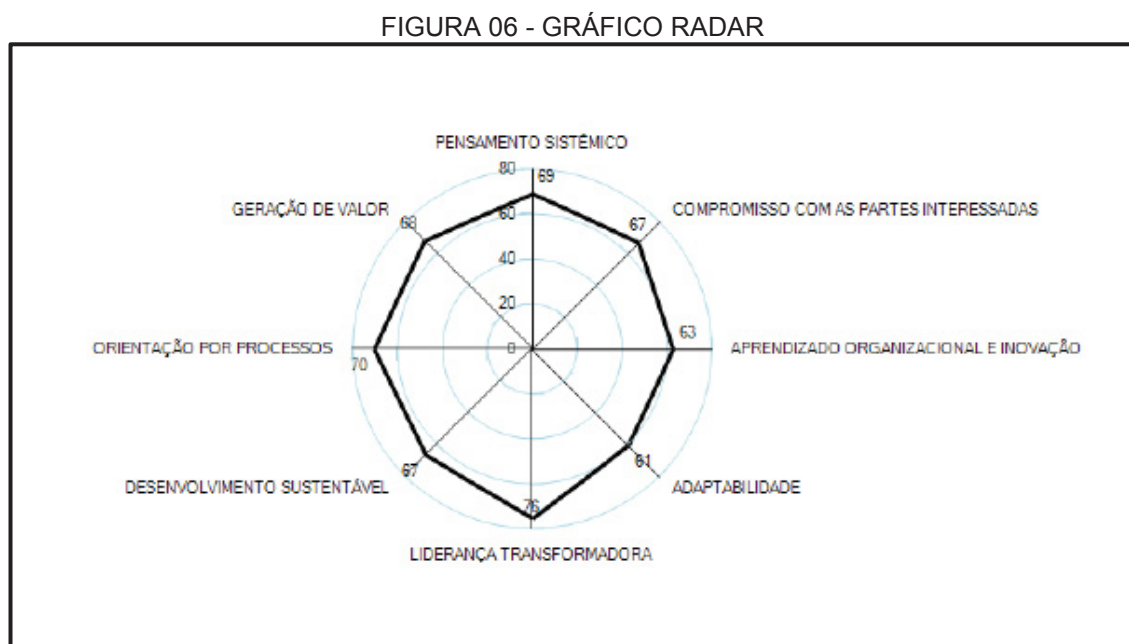 FIGURA 06 - GRÁFICO RADAR
PENSAMENTO SISTÊMICO
80
69
GERAÇÃO DE VALOR
68
60
67
COMPROMISSO COM AS PARTES INTERESSADAS
40
20
63
ORIENTAÇÃO POR PROCESSOS
70
0
APRENDIZADO ORGANIZACIONAL E INOVAÇÃO
67
61
DESENVOLVIMENTO SUSTENTÁVEL
ADAPTABILIDADE
76
LIDERANÇA TRANSFORMADORA